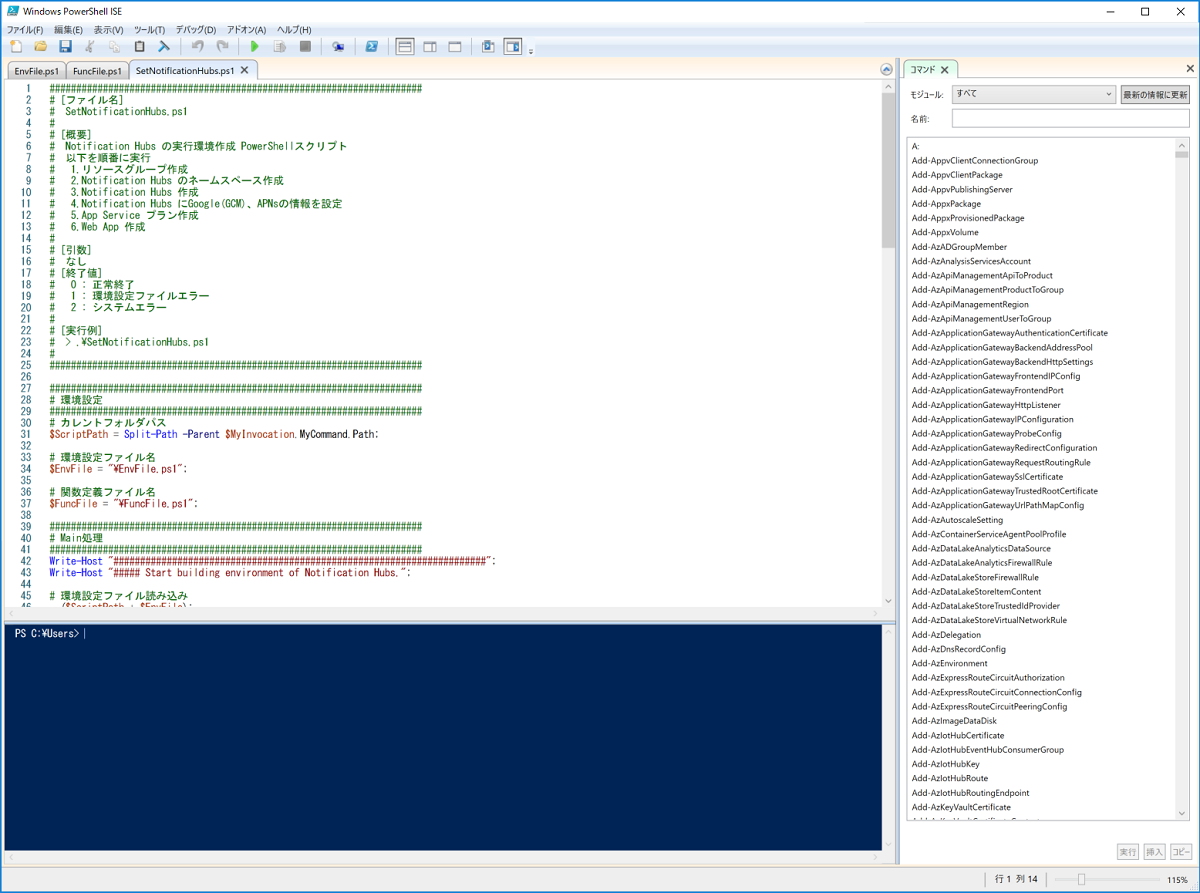 Windows PowerShell ISE
ファイル(F) 編集(E) 表示(V) ツール(T) デバッグ(D) アドオン(A) ヘルプ(H)
EnvFile.ps1 FuncFile.ps1 SetNotificationHubs.ps1
1 ######################################################################
2 # [ファイル名]
3 # SetNotificationHubs.ps1
4 #
5 # [概要]
6 # Notification Hubs の実行環境作成 PowerShellスクリプト
7 # 以下を順番に実行
8 # 1.リソースグループ作成
9 # 2.Notification Hubs のネームスペース作成
10 # 3.Notification Hubs 作成
11 # 4.Notification Hubs にGoogle(GCM)、APNsの情報を設定
12 # 5.App Service プラン作成
13 # 6.Web App 作成
14 #
15 # [引数]
16 # なし
17 # [終了値]
18 # 0 : 正常終了
19 # 1 : 環境設定ファイルエラー
20 # 2 : システムエラー
21 #
22 # [実行例]
23 # > .¥SetNotificationHubs.ps1
24 #
25 ######################################################################
26
27 ######################################################################
28 # 環境設定
29 ######################################################################
30 # カレントフォルダパス
31 $ScriptPath = Split-Path -Parent $MyInvocation.MyCommand.Path;
32
33 # 環境設定ファイル名
34 $EnvFile = "¥EnvFile.ps1";
35
36 # 関数定義ファイル名
37 $FuncFile = "¥FuncFile.ps1";
38
39 ######################################################################
40 # Main処理
41 ######################################################################
42 Write-Host "######################################################################";
43 Write-Host "##### Start building environment of Notification Hubs.";
44
45 # 環境設定ファイル読み込み
46 .($ScriptPath + $EnvFile);
PS C:¥Users>
コマンド
モジュール: すべて 最新の情報に更新
名前:
A:
Add-AppvClientConnectionGroup
Add-AppvClientPackage
Add-AppvPublishingServer
Add-AppxPackage
Add-AppxProvisionedPackage
Add-AppxVolume
Add-AzADGroupMember
Add-AzAnalysisServicesAccount
Add-AzApiManagementApiToProduct
Add-AzApiManagementProductToGroup
Add-AzApiManagementRegion
Add-AzApiManagementUserToGroup
Add-AzApplicationGatewayAuthenticationCertificate
Add-AzApplicationGatewayBackendAddressPool
Add-AzApplicationGatewayBackendHttpSettings
Add-AzApplicationGatewayFrontendIPConfig
Add-AzApplicationGatewayFrontendPort
Add-AzApplicationGatewayHttpListener
Add-AzApplicationGatewayIPConfiguration
Add-AzApplicationGatewayProbeConfig
Add-AzApplicationGatewayRedirectConfiguration
Add-AzApplicationGatewayRequestRoutingRule
Add-AzApplicationGatewaySslCertificate
Add-AzApplicationGatewayTrustedRootCertificate
Add-AzApplicationGatewayUrlPathMapConfig
Add-AzAutoscaleSetting
Add-AzContainerServiceAgentPoolProfile
Add-AzDataLakeAnalyticsDataSource
Add-AzDataLakeAnalyticsFirewallRule
Add-AzDataLakeStoreFirewallRule
Add-AzDataLakeStoreItemContent
Add-AzDataLakeStoreTrustedIdProvider
Add-AzDataLakeStoreVirtualNetworkRule
Add-AzDelegation
Add-AzDnsRecordConfig
Add-AzEnvironment
Add-AzExpressRouteCircuitAuthorization
Add-AzExpressRouteCircuitConnectionConfig
Add-AzExpressRouteCircuitPeeringConfig
Add-AzImageDataDisk
Add-AzIotHubCertificate
Add-AzIotHubEventHubConsumerGroup
Add-AzIotHubKey
Add-AzIotHubRoute
Add-AzIotHubRoutingEndpoint
Add-AzKeyVaultCertificate
実行 挿入 コピー
行 1 列 14 115%